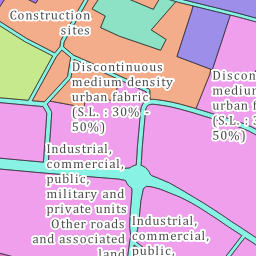 Construction
sites
Discontinuous
medium density
urban fabric
(S.L. : 30% -
50%)
Discon
medium
urban f
(S.L. : 3
50%)
Industrial,
commercial,
public,
military and
private units
Other roads
and associated
land
Industrial,
commercial,
public,